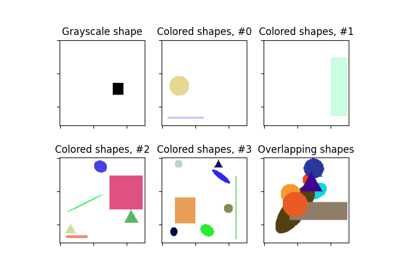 Grayscale shape
Colored shapes, #0
Colored shapes, #1
Colored shapes, #2
Colored shapes, #3
Overlapping shapes